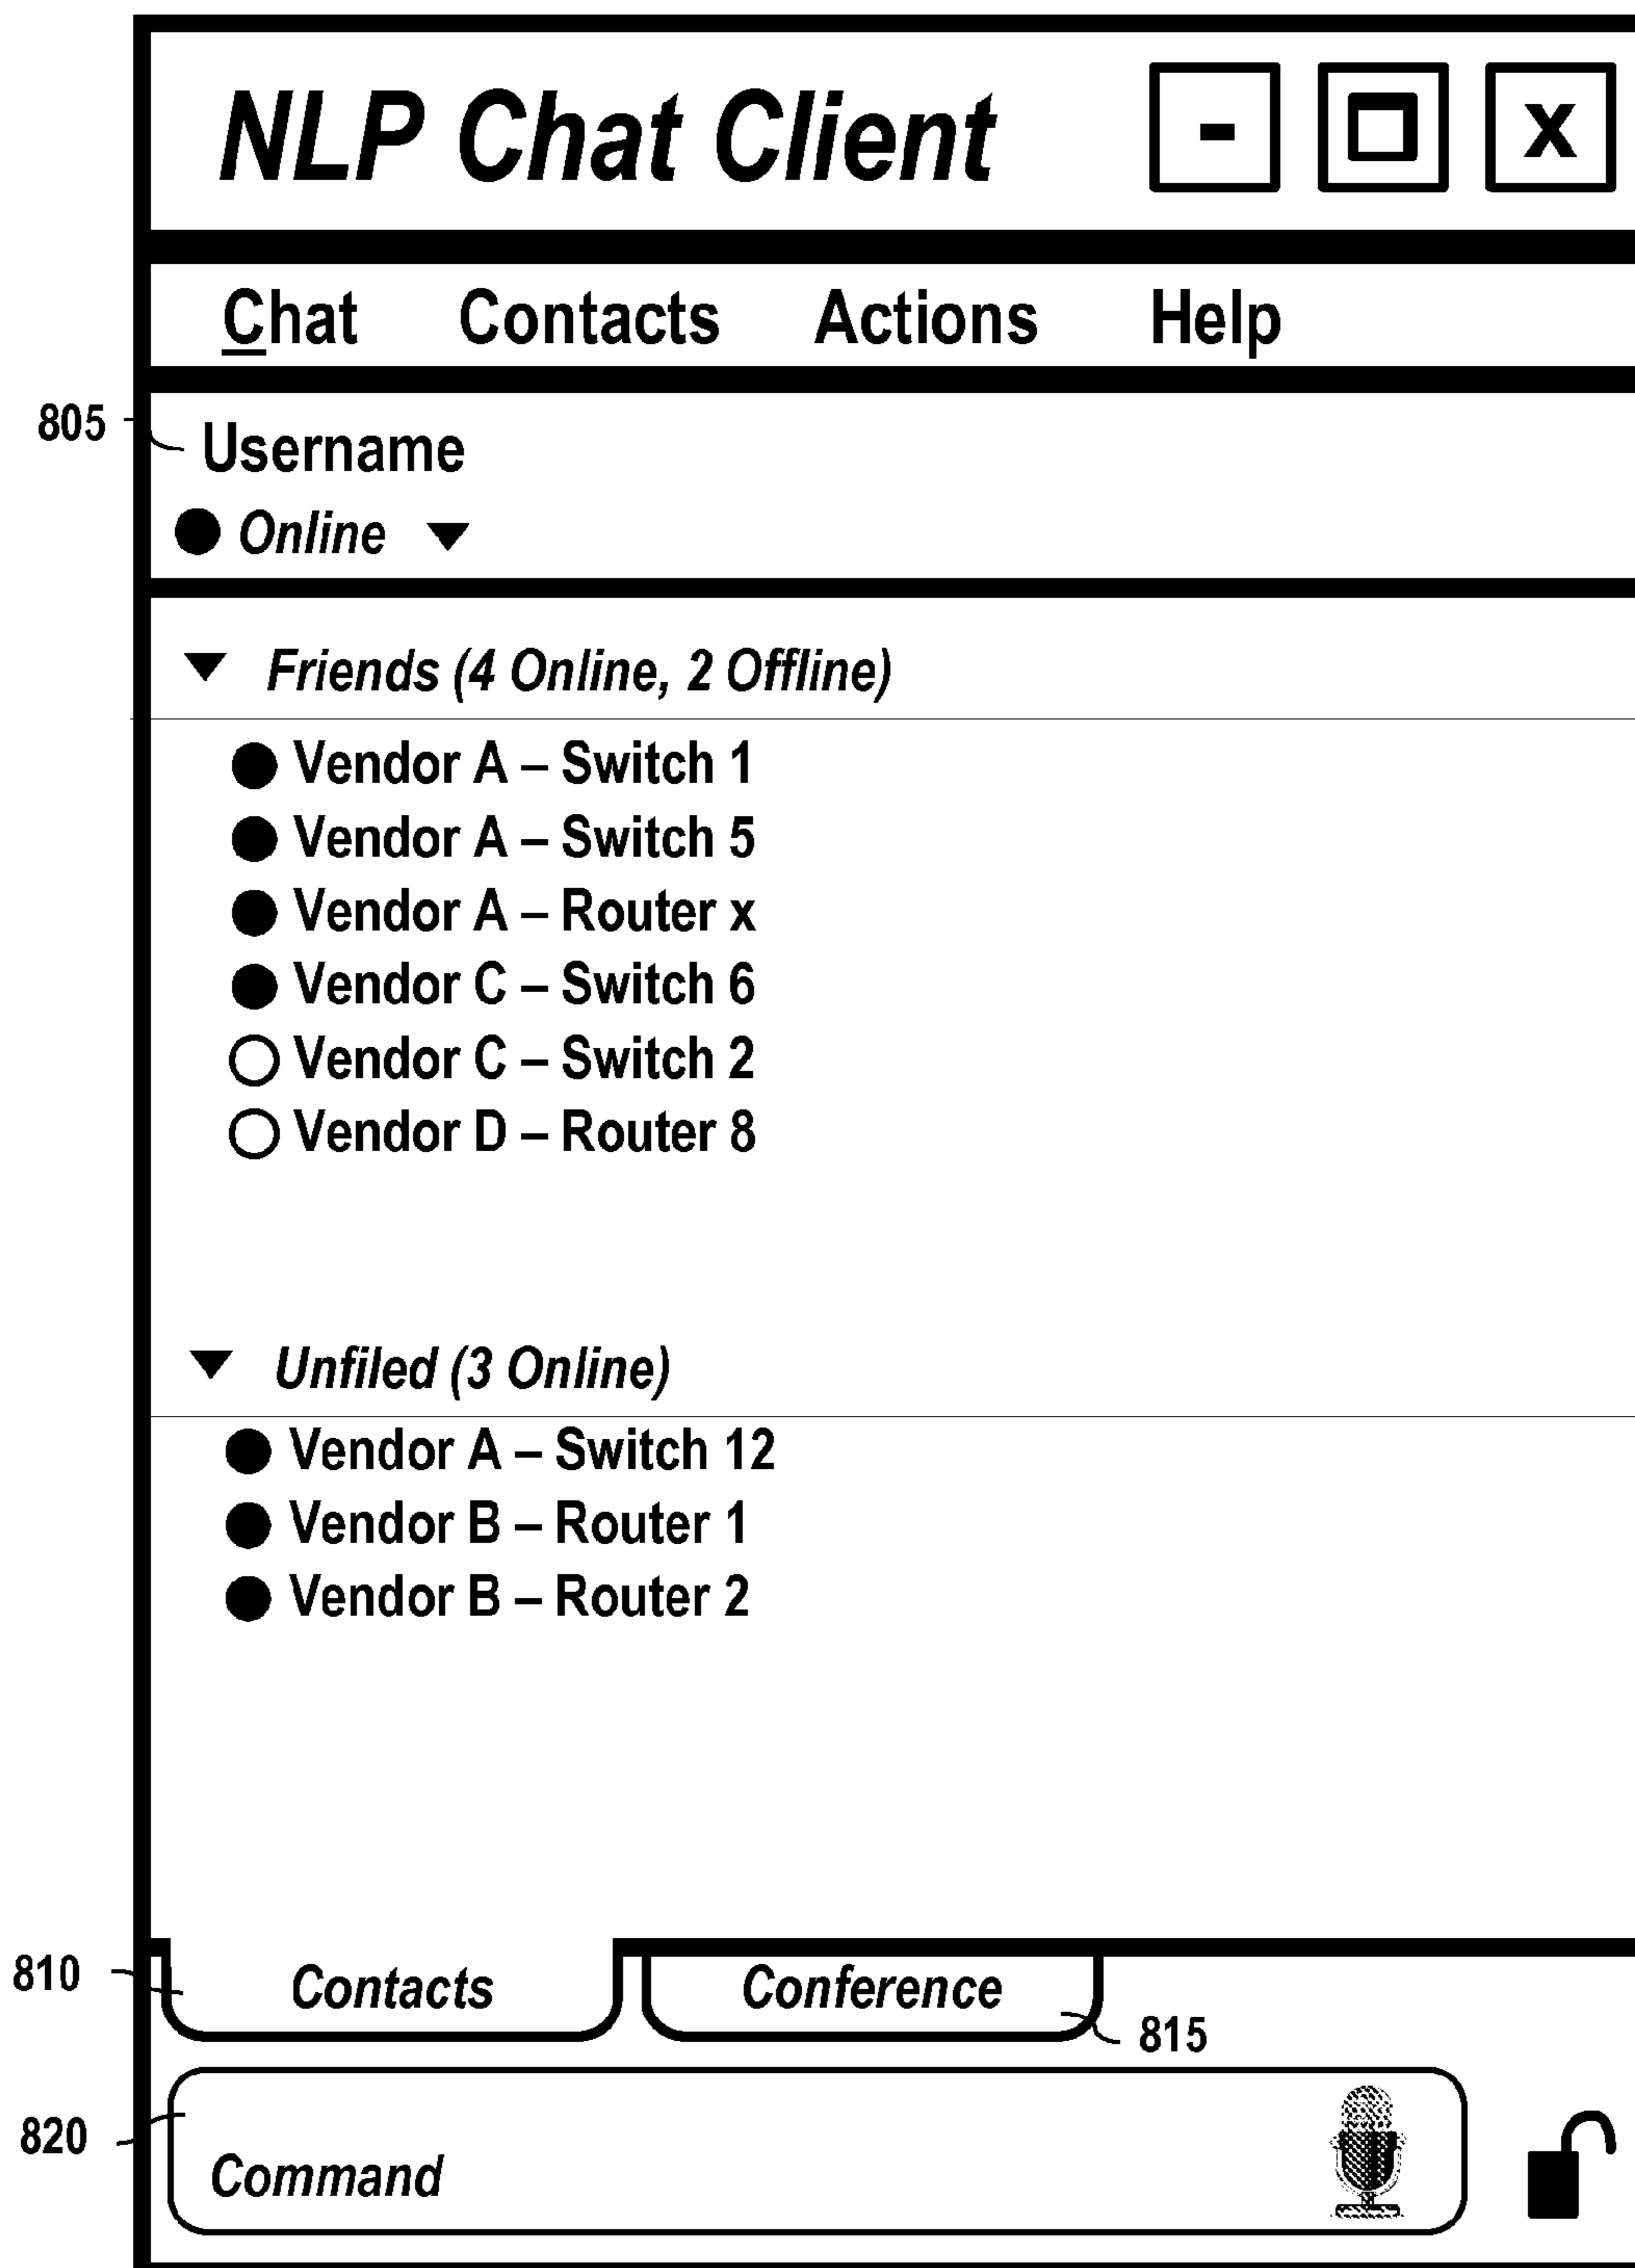 NLP Chat Client - x
Chat Contacts Actions Help
805
Username
Online
Friends (4 Online, 2 Offline)
Vendor A – Switch 1
Vendor A – Switch 5
Vendor A – Router x
Vendor C – Switch 6
Vendor C – Switch 2
Vendor D – Router 8
Unfiled (3 Online)
Vendor A – Switch 12
Vendor B – Router 1
Vendor B – Router 2
810 Contacts Conference
815
820
Command